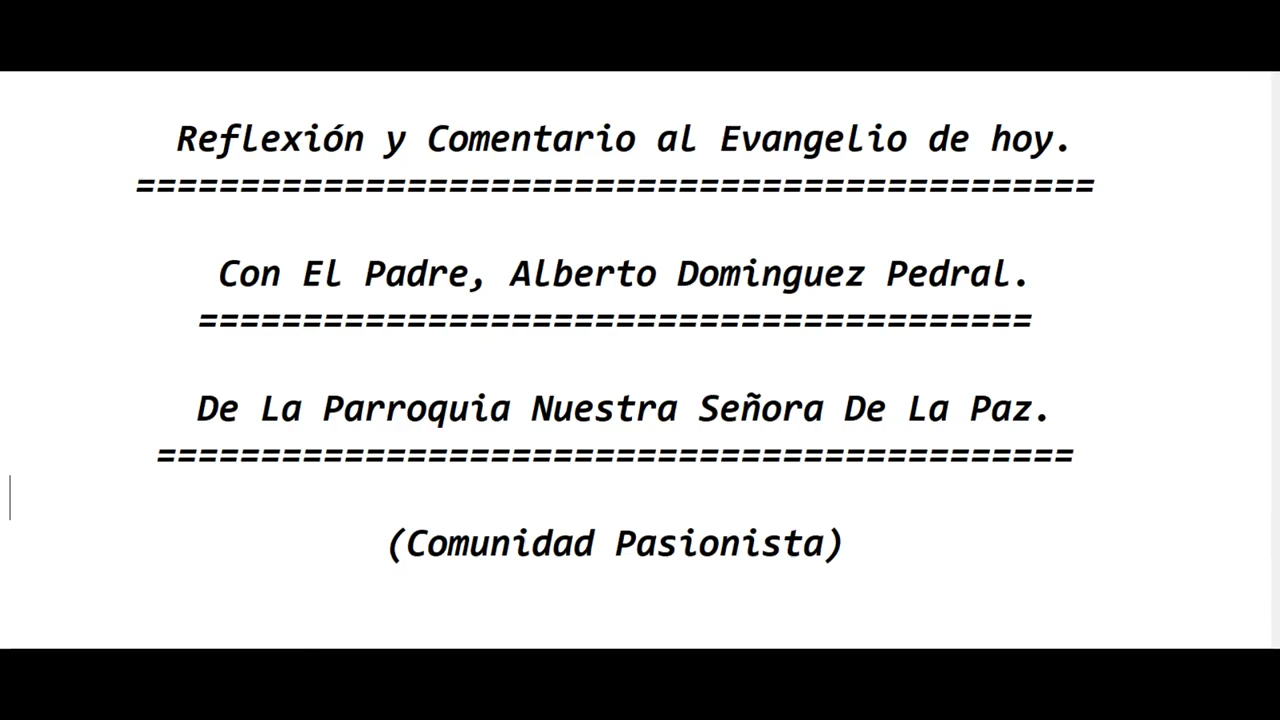 Reflexión y Comentario al Evangelio de hoy.
==============================================
Con El Padre, Alberto Dominguez Pedral.
========================================
De La Parroquia Nuestra Señora De La Paz.
============================================
(Comunidad Pasionista)